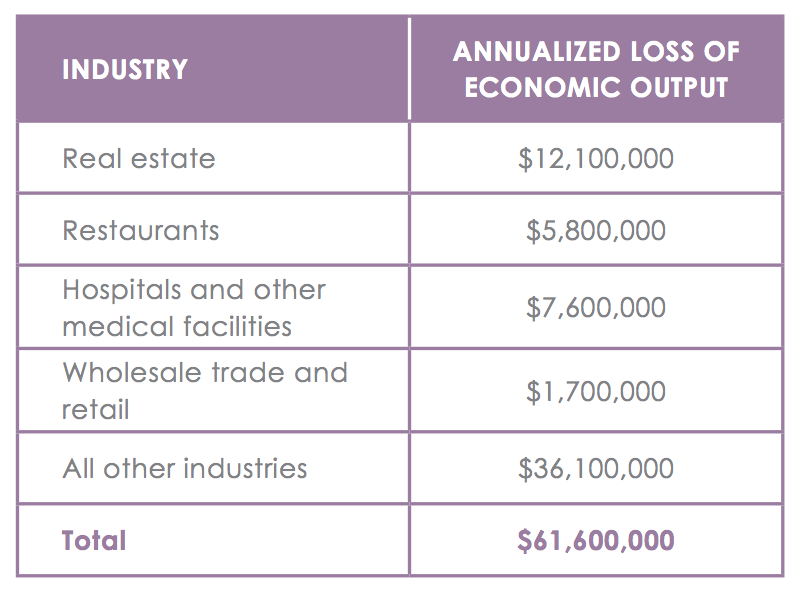 INDUSTRY
ANNUALIZED LOSS OF
ECONOMIC OUTPUT
Real estate
$12,100,000
Restaurants
$5,800,000
Hospitals and other
medical facilities
$7,600,000
Wholesale trade and
retail
$1,700,000
All other industries
$36,100,000
Total
$61,600,000